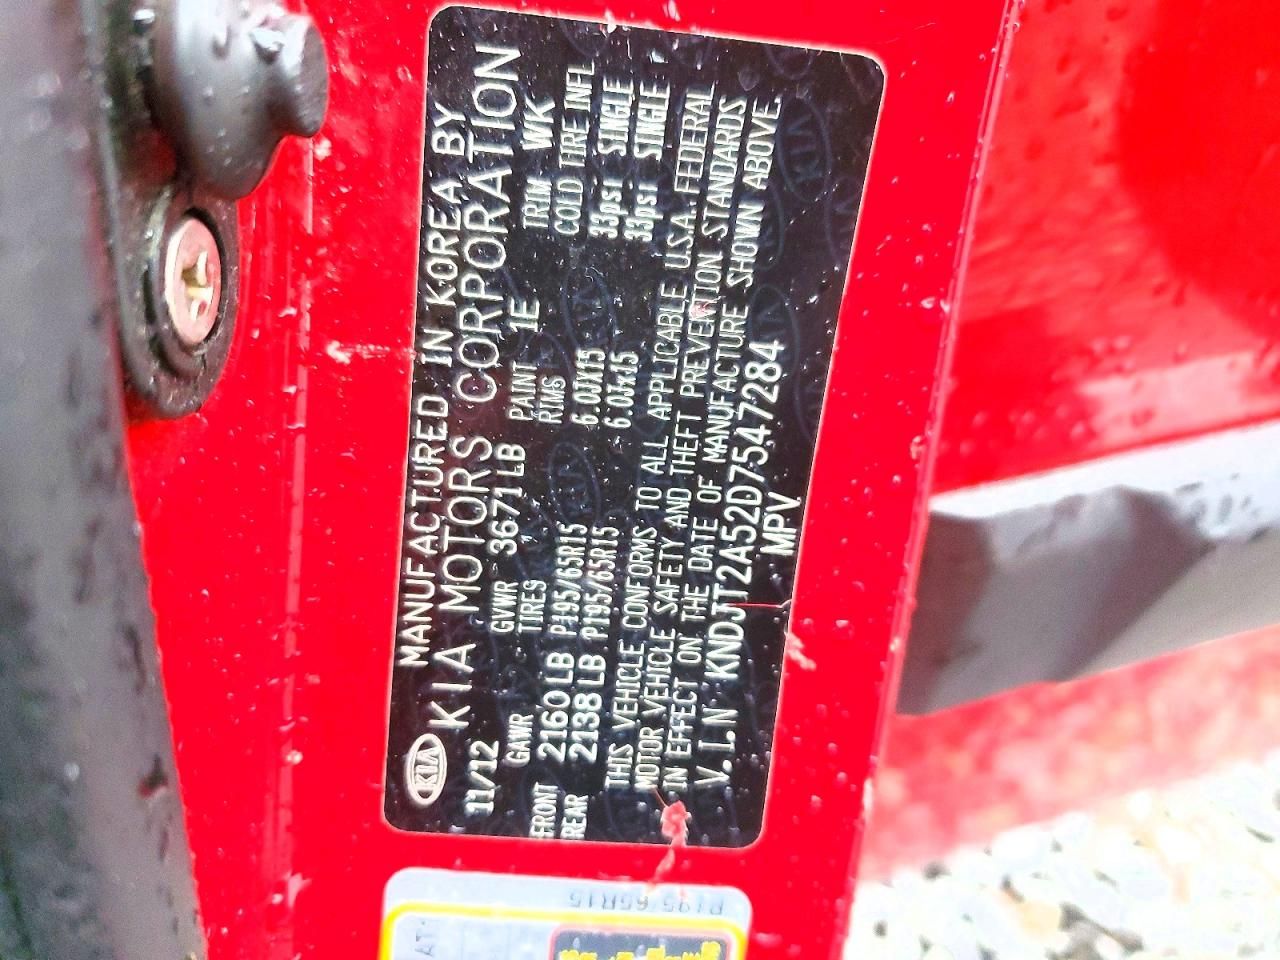 KIA
MANUFACTURED IN KOREA BY
KIA MOTORS CORPORATION
11/12 GVWR 3671LB PAINT 1E TRIM WK
GAWR TIRES RIMS COLD TIRE INFL
FRONT 2160LB P195/65R15 6.0Jx15 33psi SINGLE
REAR 2138 LB P195/65R15 6.0Jx15 33psi SINGLE
THIS VEHICLE CONFORMS TO ALL APPLICABLE U.S.A. FEDERAL
MOTOR VEHICLE SAFETY AND THEFT PREVENTION STANDARDS
IN EFFECT ON THE DATE OF MANUFACTURE SHOWN ABOVE.
V.I.N KNDJT2A52D7547284
MPV
P195/65R15